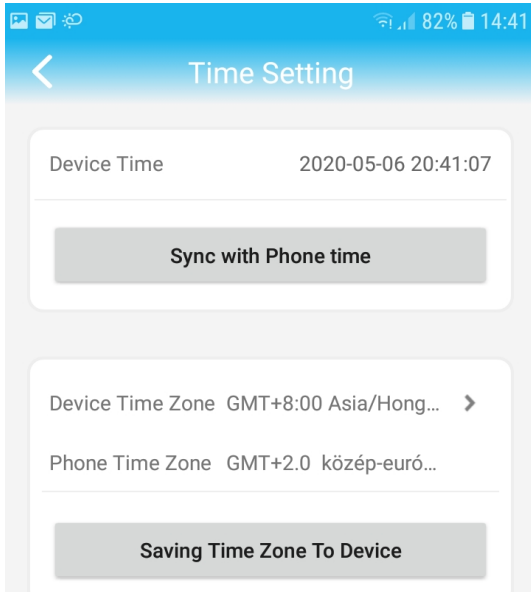 82% 14:41
Time Setting
Device Time 2020-05-06 20:41:07
Sync with Phone time
Device Time Zone GMT+8:00 Asia/Hong...
Phone Time Zone GMT+2.0 közép-euró...
Saving Time Zone To Device